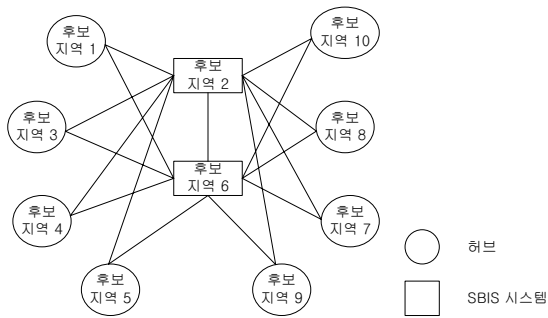 후보
지역 1
후보
지역 10
후보
지역 2
후보
지역 3
후보
지역 8
후보
지역 6
후보
지역 4
후보
지역 7
허브
후보
지역 5
후보
지역 9
SBIS 시스템